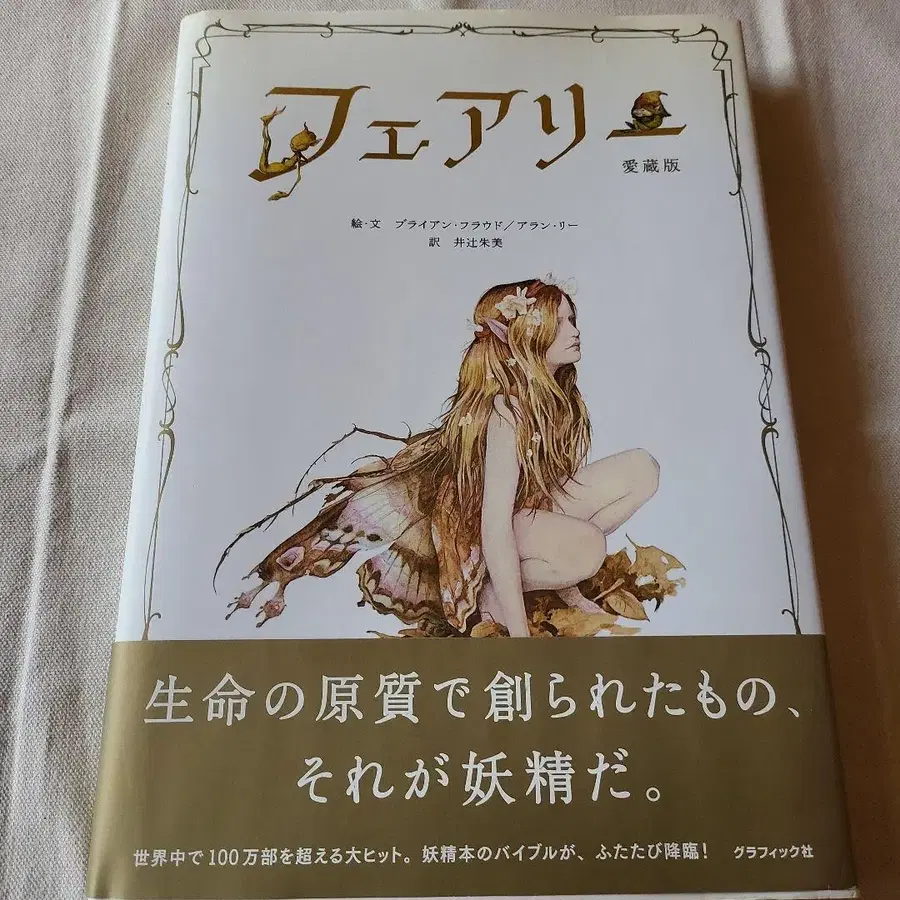 フェアリー
愛蔵版
絵・文 ブライアン・フラウド／アラン・リー
訳 井辻朱美
生命の原質で創られたもの、
それが妖精だ。
世界中で100万部を超える大ヒット。妖精本のバイブルが、ふたたび降臨! グラフィック社